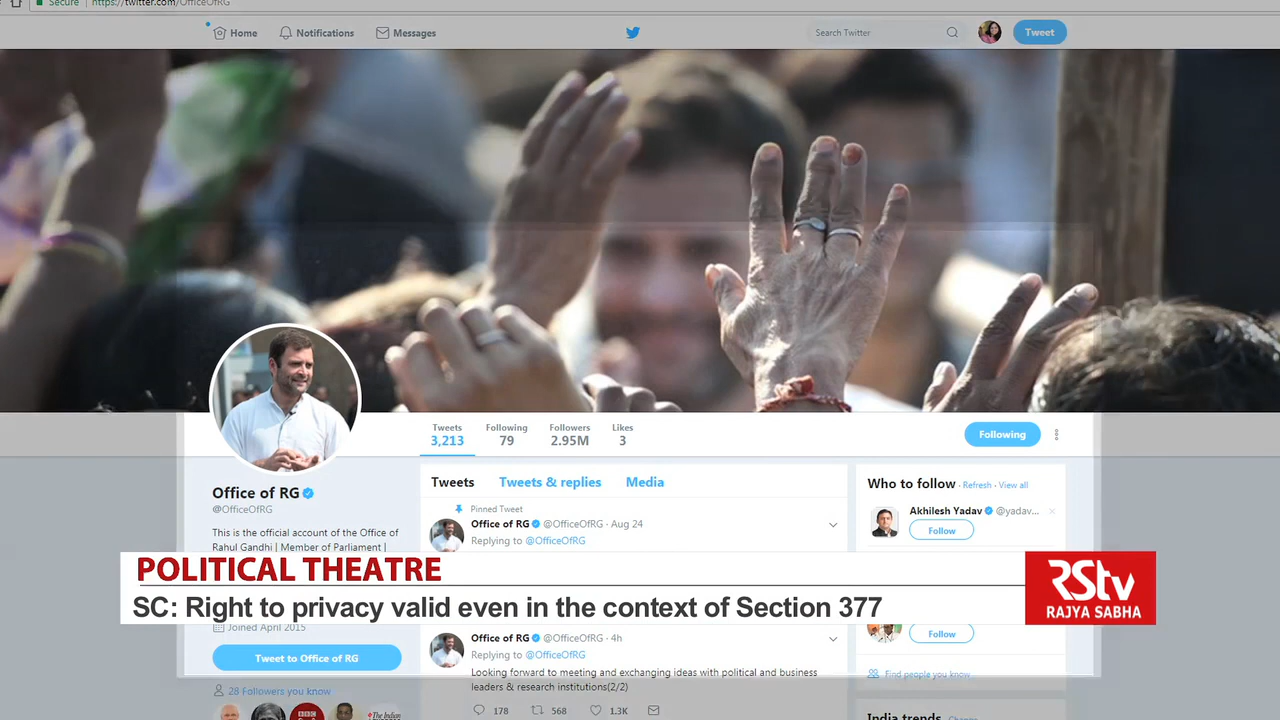 Secure https://twitter.com/OfficeOfRG
Home Notifications Messages Search Twitter Tweet
Tweets Following Followers Likes
3,213 79 2.95M 3
Following
Office of RG
@OfficeOfRG
This is the official account of the Office of
Rahul Gandhi | Member of Parliament |
Joined April 2015
Tweet to Office of RG
28 Followers you know
BBC
The Indian
Tweets Tweets & replies Media
Pinned Tweet
Office of RG @OfficeOfRG · Aug 24
Replying to @OfficeOfRG
Who to follow · Refresh · View all
Akhilesh Yadav @yadav...
Follow
POLITICAL THEATRE
SC: Right to privacy valid even in the context of Section 377
RSTV
RAJYA SABHA
Office of RG @OfficeOfRG · 4h
Replying to @OfficeOfRG
Looking forward to meeting and exchanging ideas with political and business
leaders & research institutions(2/2)
178 568 1.3K
Follow
Find people you know
India trends · Change